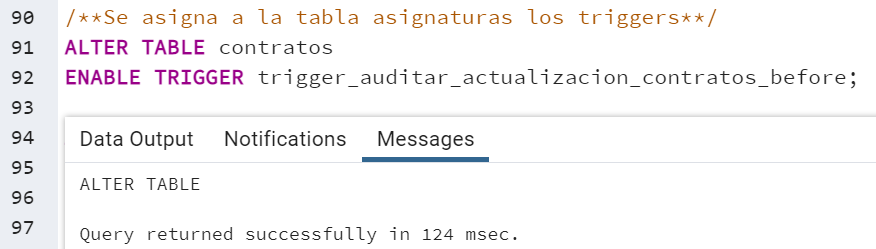 90 /**Se asigna a la tabla asignaturas los triggers**/
91 ALTER TABLE contratos
92 ENABLE TRIGGER trigger_auditar_actualizacion_contratos_before;
93
94 Data Output Notifications Messages
95
ALTER TABLE
96
97 Query returned successfully in 124 msec.